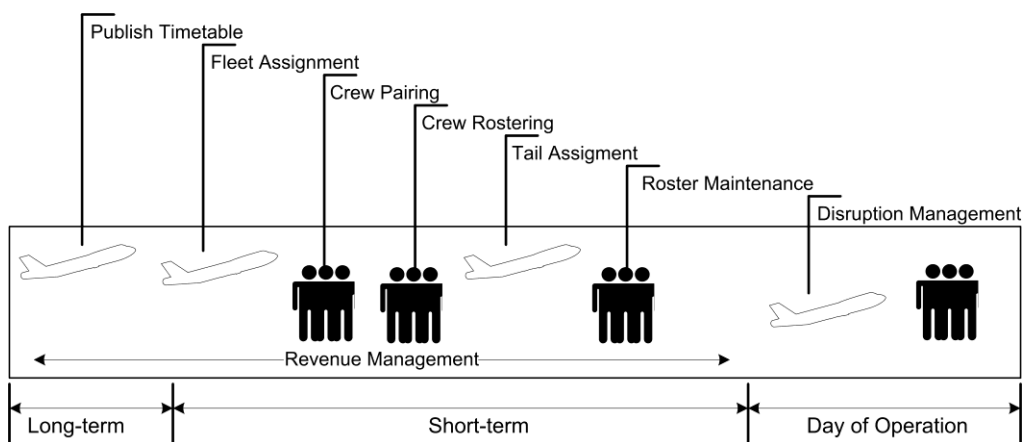 Publish Timetable
Fleet Assignment
Crew Pairing
Crew Rostering
Tail Assigment
Roster Maintenance
Disruption Management
Revenue Management
Long-term
Short-term
Day of Operation